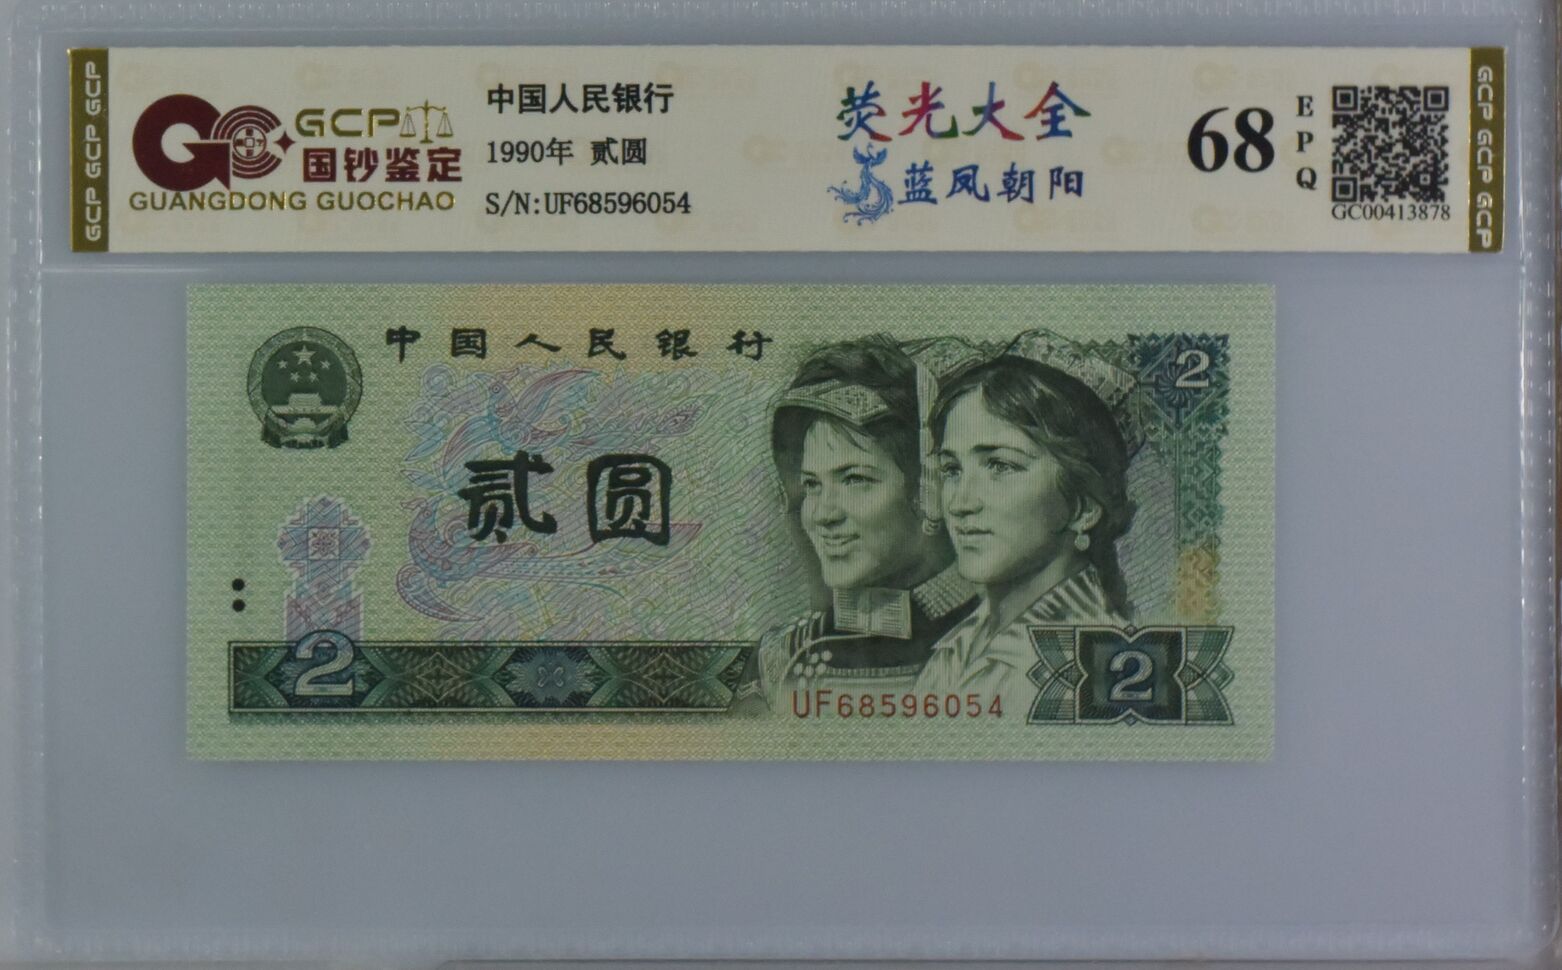 GCP GCP GCP
GCP
国钞鉴定
GUANGDONG GUOCHAO
中国人民银行
1990年 贰圆
S/N:UF68596054
荧光大全
蓝凤朝阳
68
EPQ
GC00413878
GCP GCP GCP
中国人民银行
2
贰圆
2
UF68596054
2